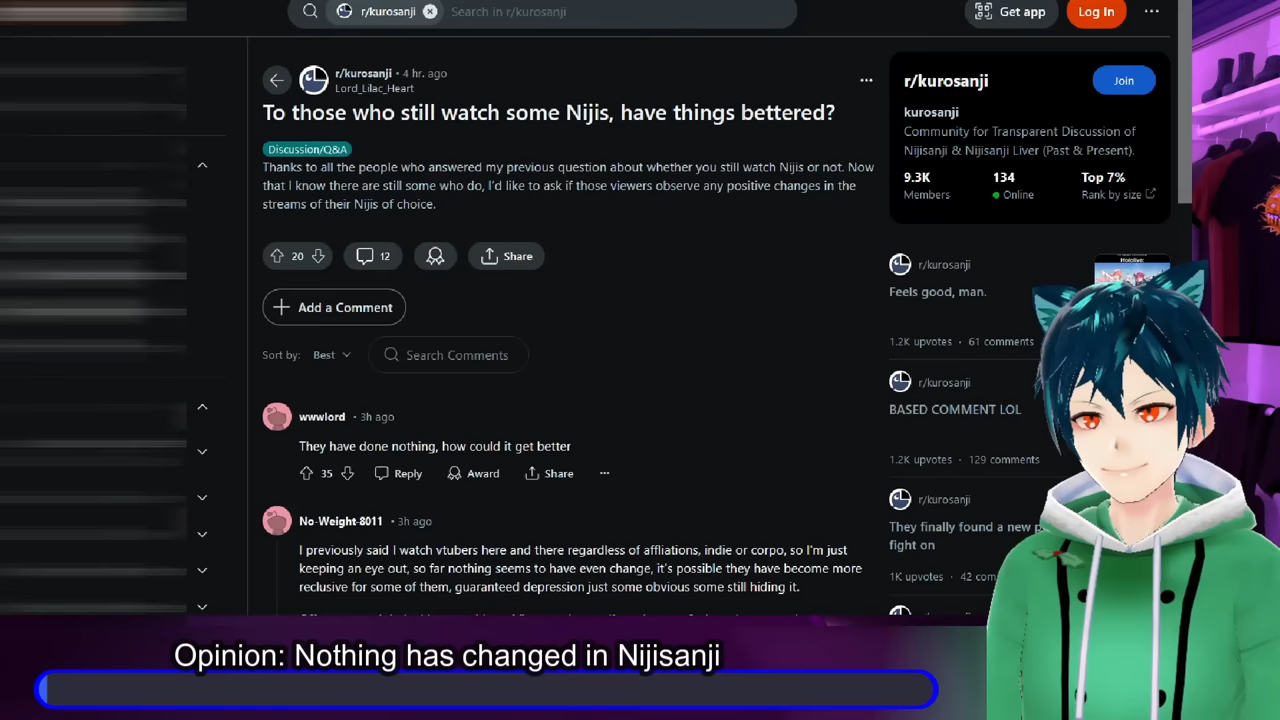 r/kurosanji
Search in r/kurosanji
Get app
Log In
r/kurosanji • 4 hr. ago
Lord_Lilac_Heart
To those who still watch some Nijis, have things bettered?
Discussion/Q&A
Thanks to all the people who answered my previous question about whether you still watch Nijis or not. Now
that I know there are still some who do, I'd like to ask if those viewers observe any positive changes in the
streams of their Nijis of choice.
20
12
Share
Add a Comment
Sort by:
Best
Search Comments
wwwlord • 3h ago
They have done nothing, how could it get better
35
Reply
Award
Share
No-Weight-8011 • 3h ago
I previously said I watch vtubers here and there regardless of affliations, indie or corpo, so I'm just
keeping an eye out, so far nothing seems to have even change, it's possible they have become more
reclusive for some of them, guaranteed depression just some obvious some still hiding it.
r/kurosanji
Join
kurosanji
Community for Transparent Discussion of
Nijisanji & Nijisanji Liver (Past & Present).
9.3K
134
Top 7%
Members
Online
Rank by size
r/kurosanji
Hololive:
Feels good, man.
1.2K upvotes • 61 comments
r/kurosanji
BASED COMMENT LOL
1.2K upvotes • 129 comments
r/kurosanji
They finally found a new
fight on
1K upvotes • 42
Opinion: Nothing has changed in Nijisanji